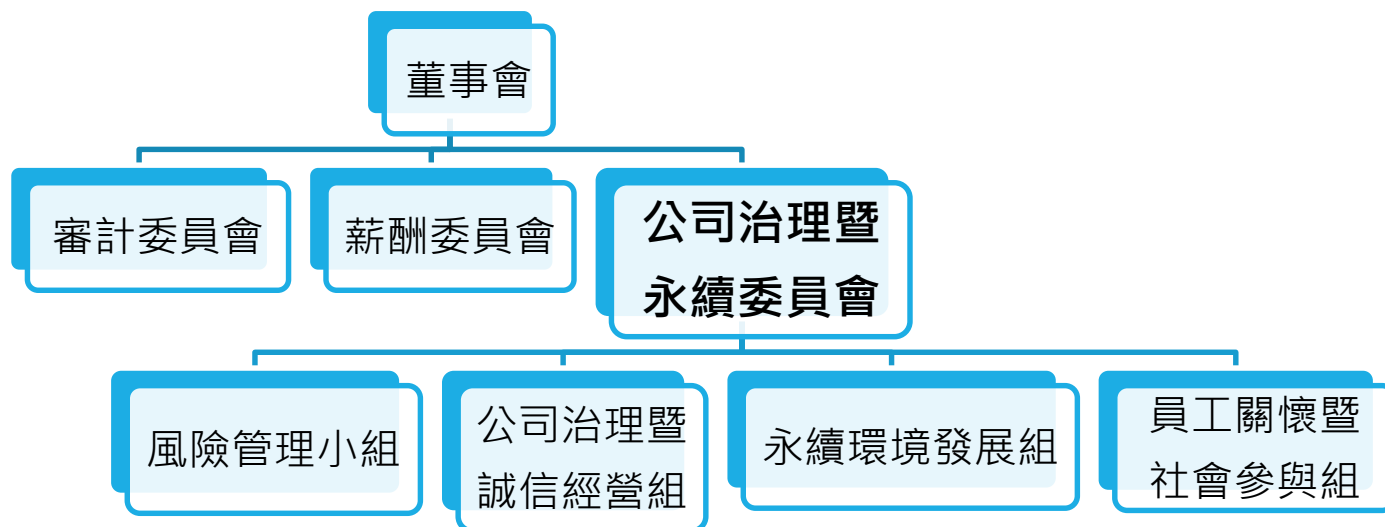 董事會
審計委員會
薪酬委員會
公司治理暨
永續委員會
風險管理小組
公司治理暨
誠信經營組
永續環境發展組
員工關懷暨
社會參與組